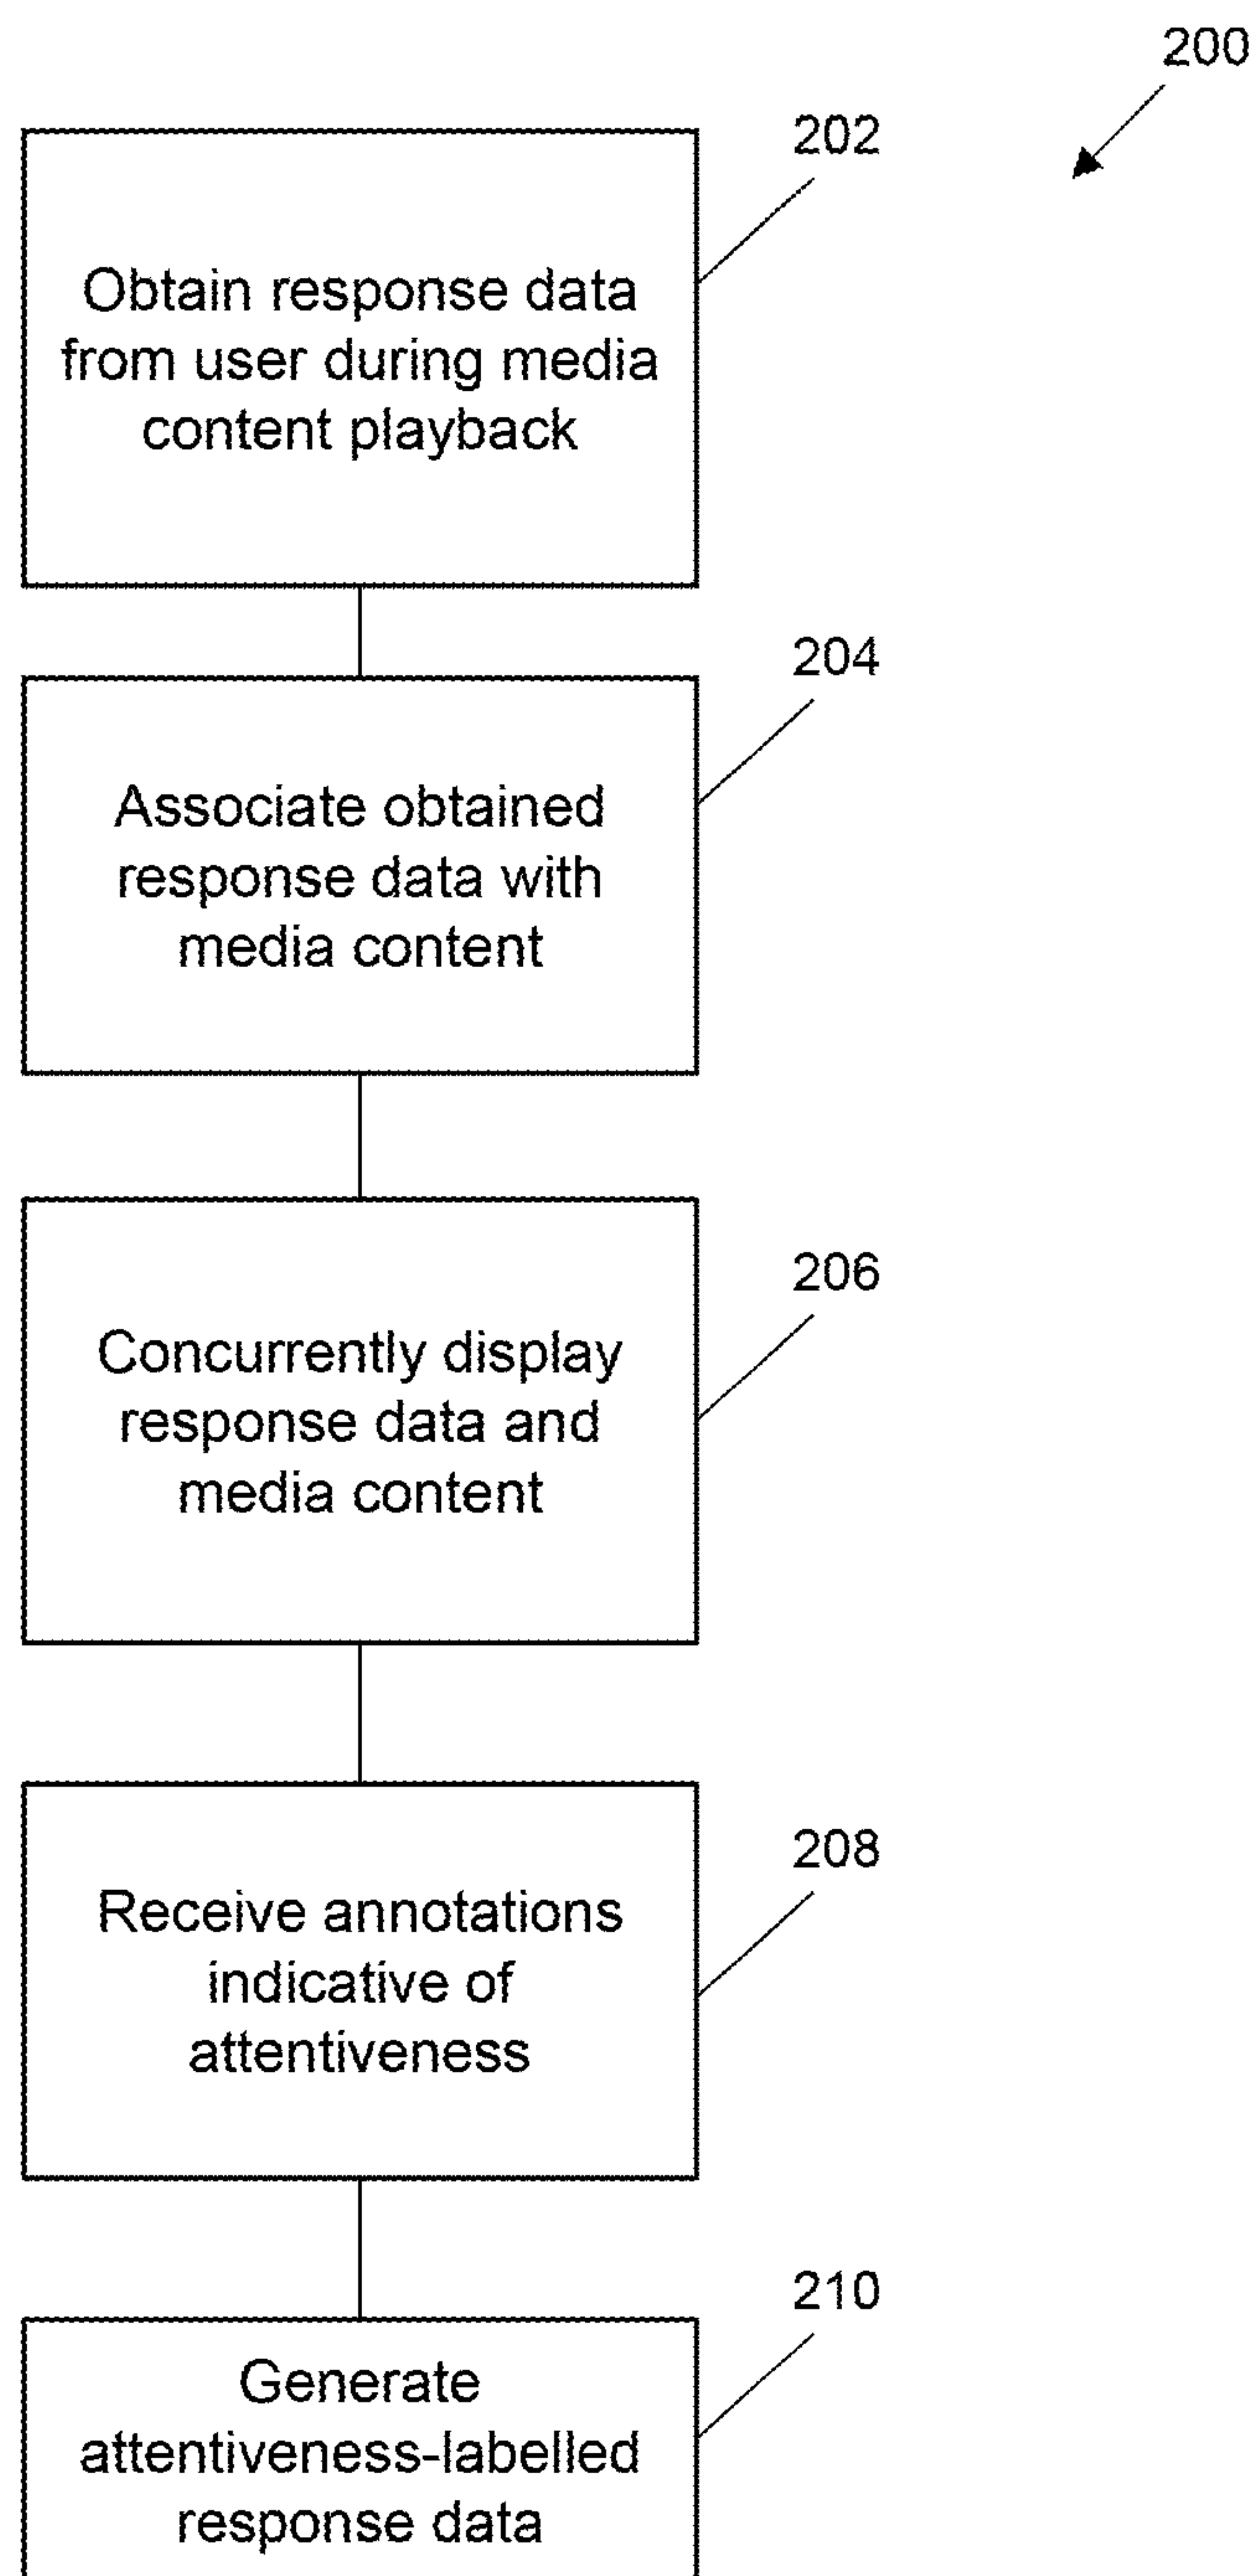 200
202
Obtain response data
from user during media
content playback
204
Associate obtained
response data with
media content
206
Concurrently display
response data and
media content
208
Receive annotations
indicative of
attentiveness
210
Generate
attentiveness-labelled
response data